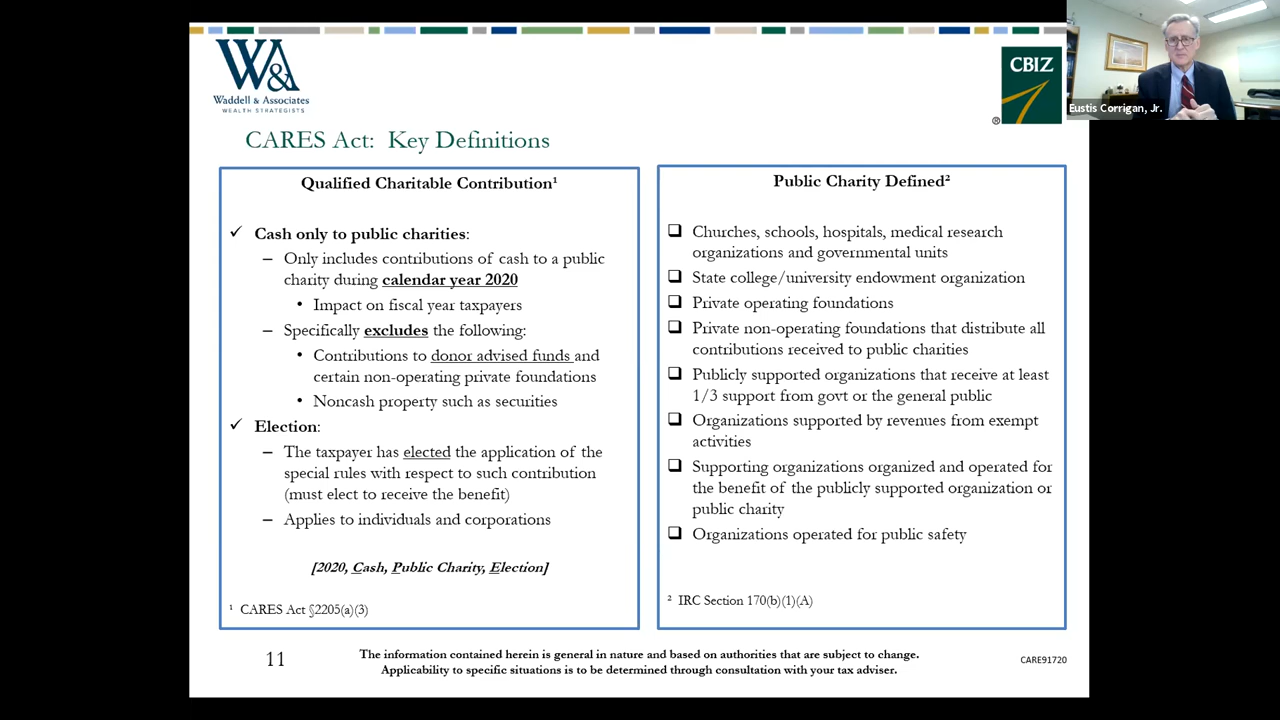 W&A
Waddell & Associates
WEALTH STRATEGISTS
CBIZ
®
Eustis Corrigan, Jr.
CARES Act: Key Definitions
Qualified Charitable Contribution¹
✓ Cash only to public charities:
– Only includes contributions of cash to a public
charity during calendar year 2020
• Impact on fiscal year taxpayers
– Specifically excludes the following:
• Contributions to donor advised funds and
certain non-operating private foundations
• Noncash property such as securities
✓ Election:
– The taxpayer has elected the application of the
special rules with respect to such contribution
(must elect to receive the benefit)
– Applies to individuals and corporations
[2020, Cash, Public Charity, Election]
¹ CARES Act §2205(a)(3)
Public Charity Defined²
❑ Churches, schools, hospitals, medical research
organizations and governmental units
❑ State college/university endowment organization
❑ Private operating foundations
❑ Private non-operating foundations that distribute all
contributions received to public charities
❑ Publicly supported organizations that receive at least
1/3 support from govt or the general public
❑ Organizations supported by revenues from exempt
activities
❑ Supporting organizations organized and operated for
the benefit of the publicly supported organization or
public charity
❑ Organizations operated for public safety
² IRC Section 170(b)(1)(A)
11
The information contained herein is general in nature and based on authorities that are subject to change.
Applicability to specific situations is to be determined through consultation with your tax adviser.
CARE91720